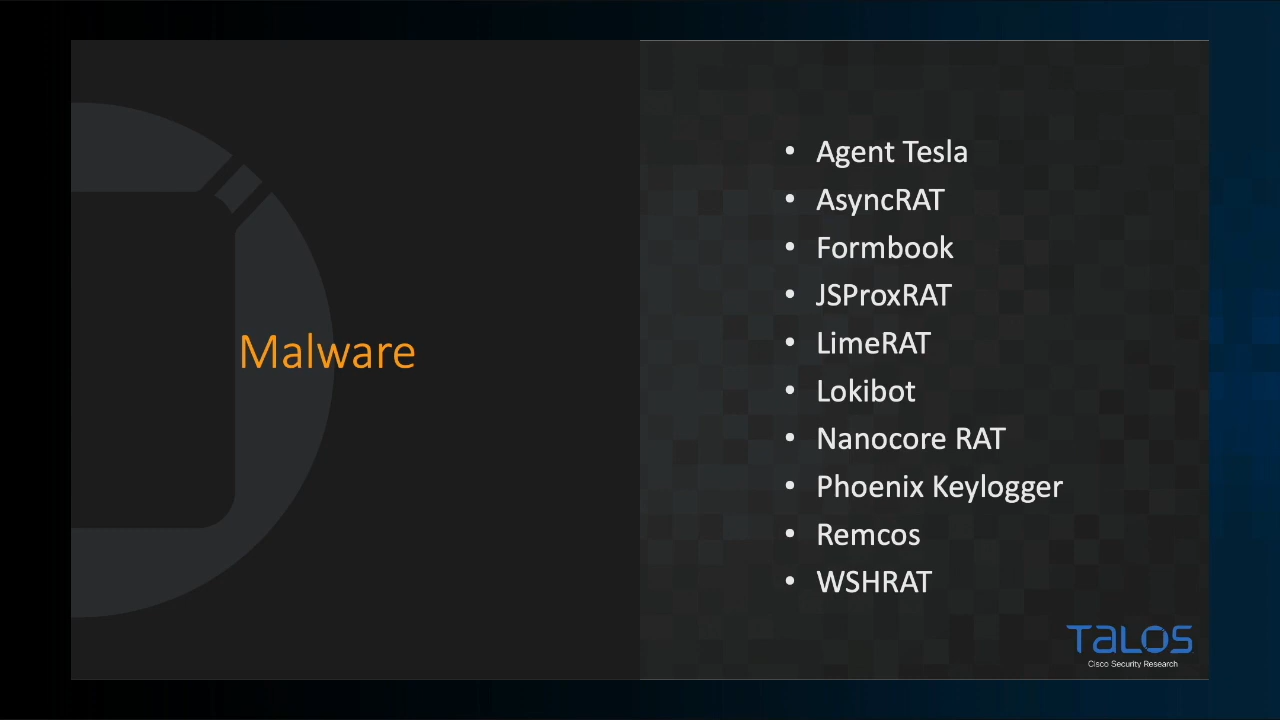 Malware
• Agent Tesla
• AsyncRAT
• Formbook
• JSProxRAT
• LimeRAT
• Lokibot
• Nanocore RAT
• Phoenix Keylogger
• Remcos
• WSHRAT
TALOS
Cisco Security Research